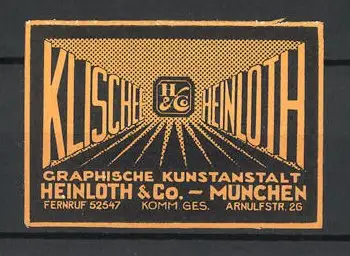 KLISCHEE HEINLOTH
H & Co
GRAPHISCHE KUNSTANSTALT
HEINLOTH & Co. – MÜNCHEN
FERNRUF 52547 KOMM. GES. ARNULFSTR. 26